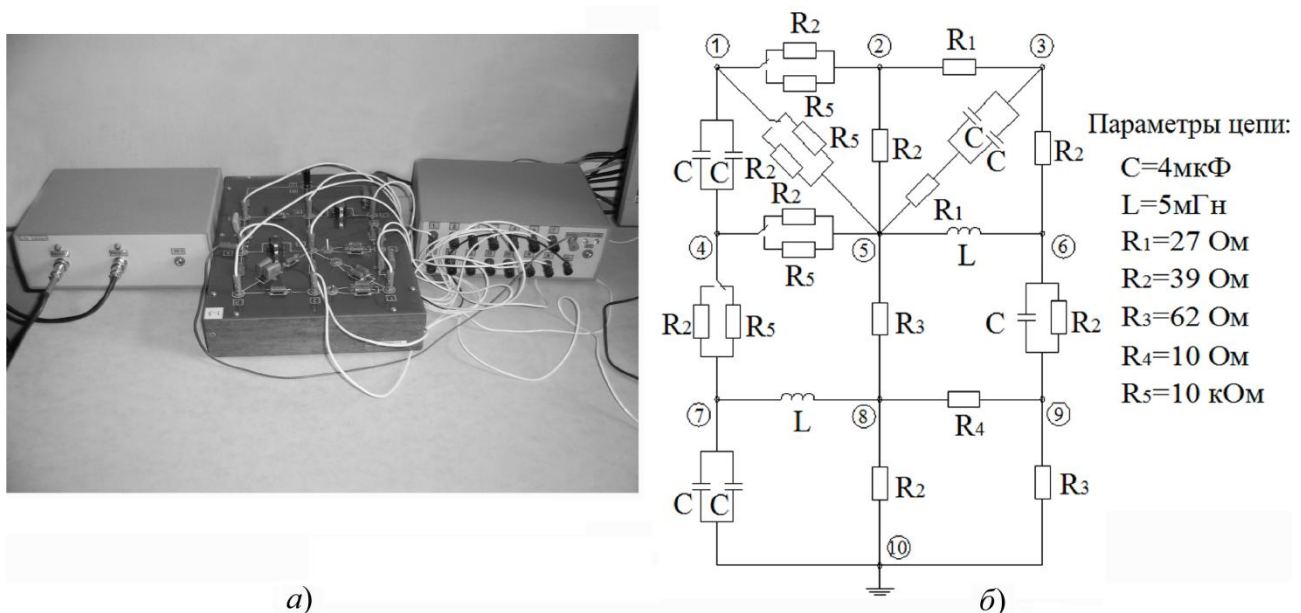 1
R2
2
R1
3
R5
R5
R2
C
C
R2
R2
C
C
R2
R1
4
R5
5
L
6
R2
R5
R3
C
R2
7
L
8
R4
9
C
C
R2
R3
10
Параметры цепи:
C=4мкФ
L=5мГн
R1=27 Ом
R2=39 Ом
R3=62 Ом
R4=10 Ом
R5=10 кОм
а)
б)